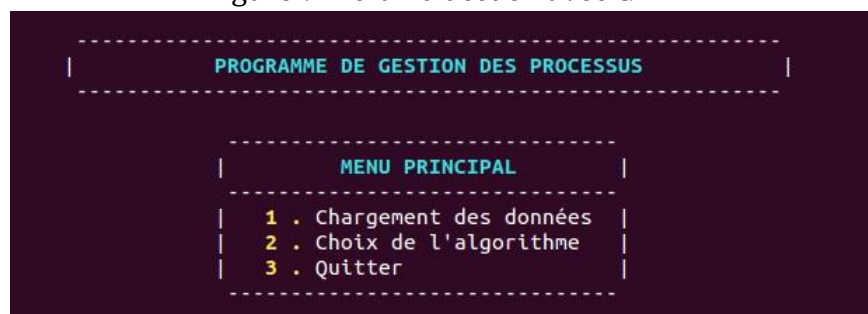 PROGRAMME DE GESTION DES PROCESSUS
MENU PRINCIPAL
1 . Chargement des données
2 . Choix de l'algorithme
3 . Quitter